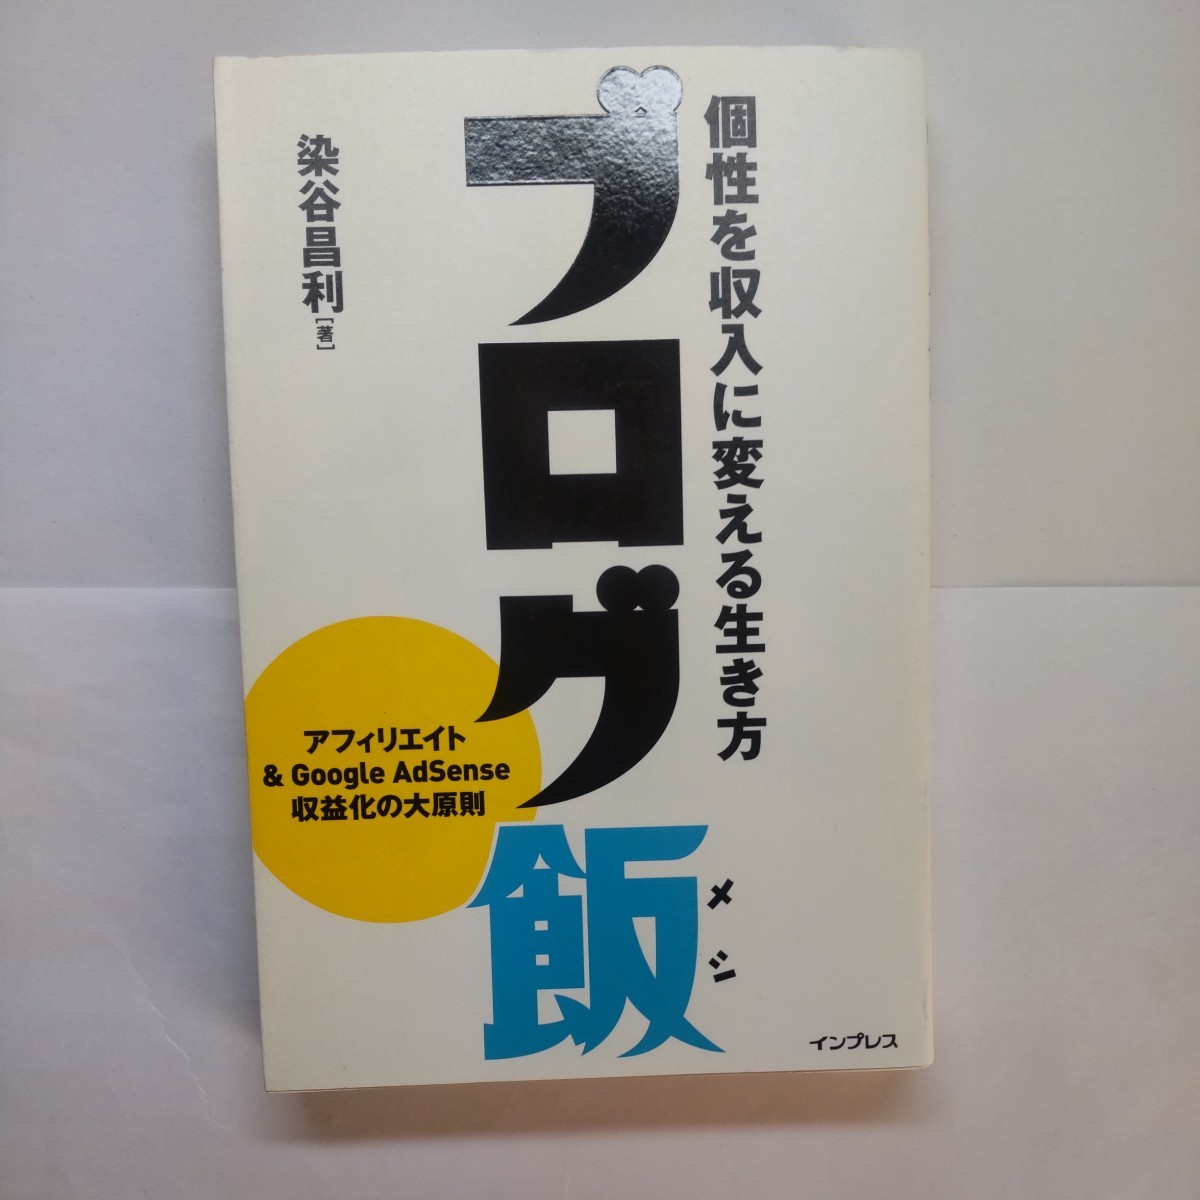 個性を収入に変える生き方
ブログ飯
メシ
染谷昌利[著]
アフィリエイト
& Google AdSense
収益化の大原則
インプレス